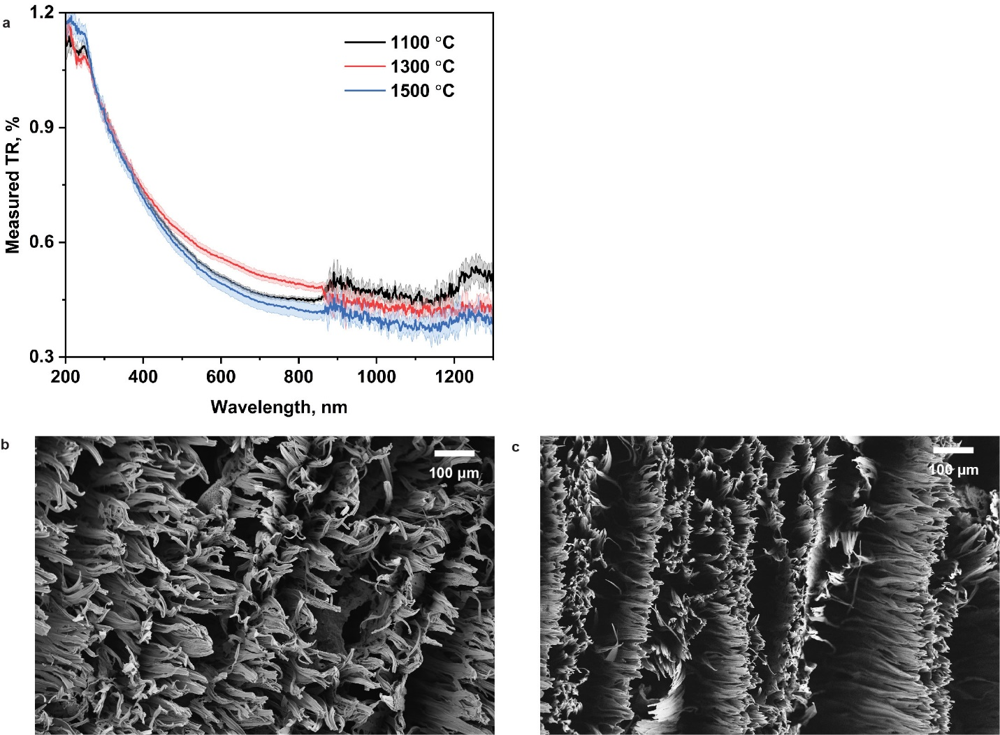 a
1.2
0.9
0.6
0.3
Measured TR, %
1100 °C
1300 °C
1500 °C
200 400 600 800 1000 1200
Wavelength, nm
b
100 µm
c
100 µm